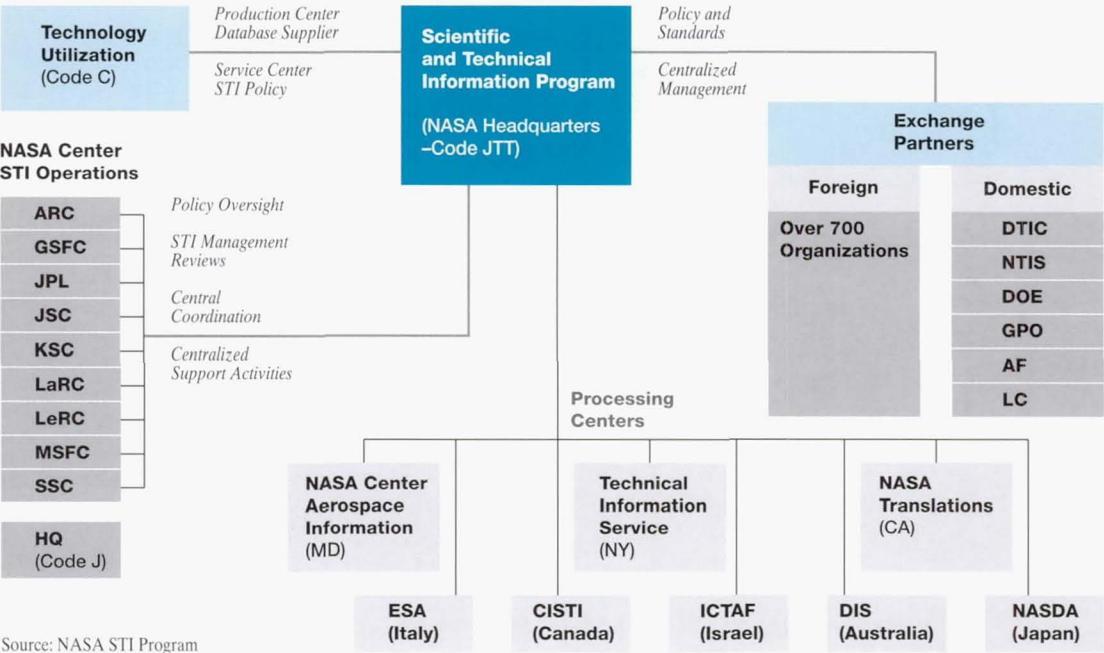 Technology
Utilization
(Code C)
Production Center
Database Supplier
Service Center
STI Policy
Scientific
and Technical
Information Program
(NASA Headquarters
–Code JTT)
Policy and
Standards
Centralized
Management
Exchange
Partners
Foreign
Over 700
Organizations
Domestic
DTIC
NTIS
DOE
GPO
AF
LC
NASA Center
STI Operations
ARC
GSFC
JPL
JSC
KSC
LaRC
LeRC
MSFC
SSC
HQ
(Code J)
Policy Oversight
STI Management
Reviews
Central
Coordination
Centralized
Support Activities
Processing
Centers
NASA Center
Aerospace
Information
(MD)
Technical
Information
Service
(NY)
NASA
Translations
(CA)
ESA
(Italy)
CISTI
(Canada)
ICTAF
(Israel)
DIS
(Australia)
NASDA
(Japan)
Source: NASA STI Program